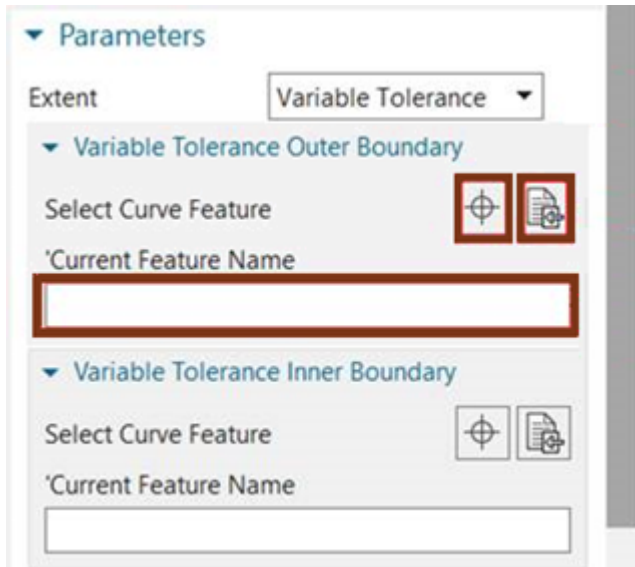 Parameters
Extent Variable Tolerance
Variable Tolerance Outer Boundary
Select Curve Feature
'Current Feature Name
Variable Tolerance Inner Boundary
Select Curve Feature
'Current Feature Name